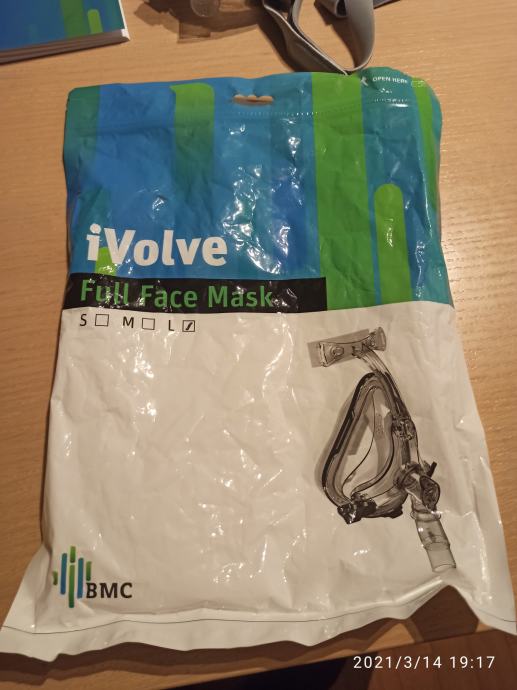 OPEN HERE
iVolve
Full Face Mask
S M L
BMC
2021/3/14 19:17